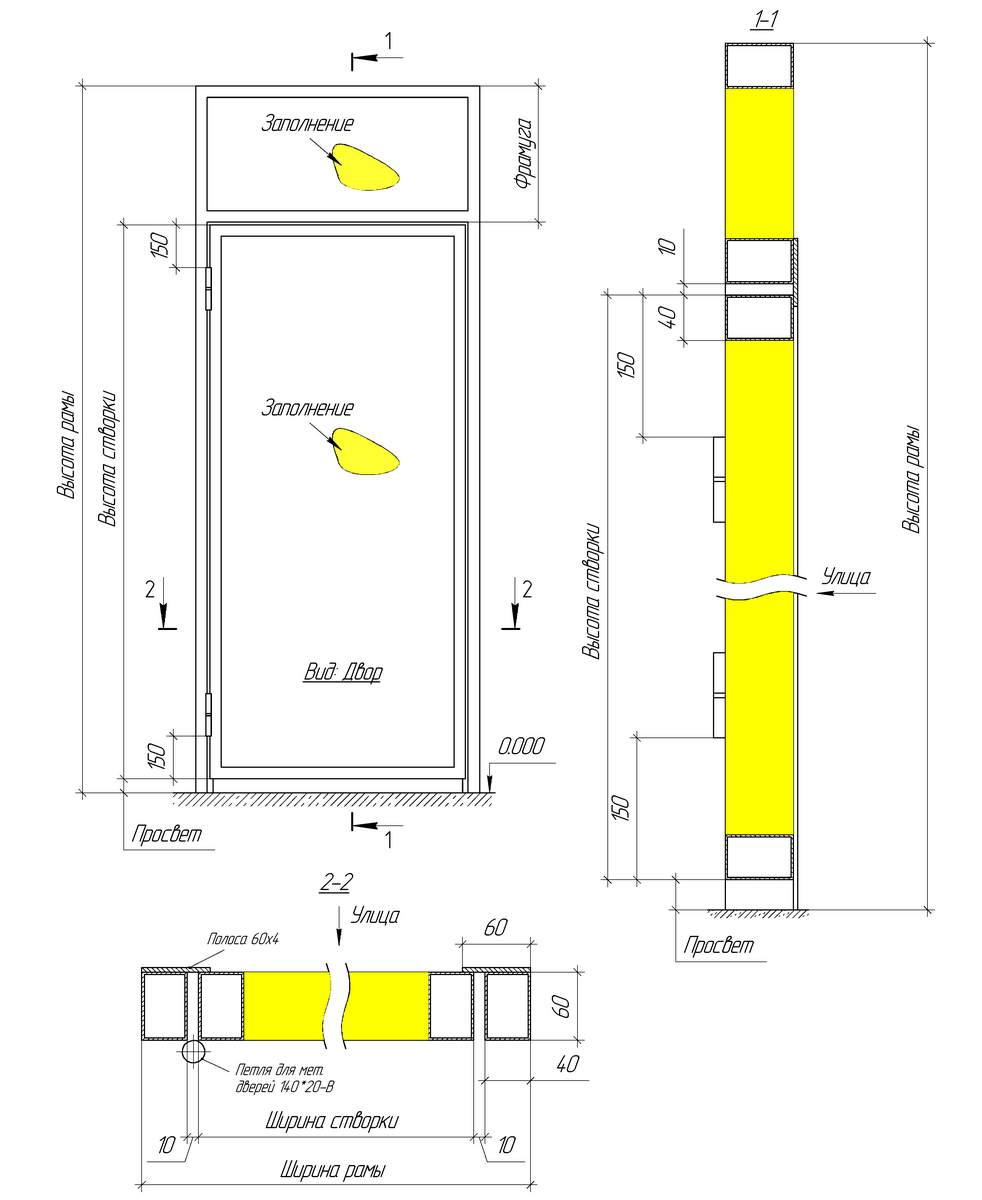 1
Заполнение
Фрамуга
150
Высота рамы
Высота створки
Заполнение
2
2
Вид: Двор
150
0.000
Просвет
1
1-1
10
40
150
Высота рамы
Высота створки
Улица
150
Просвет
2-2
Улица
Полоса 60х4
60
60
Петля для мет.
дверей 140*20-В
40
Ширина створки
10
10
Ширина рамы